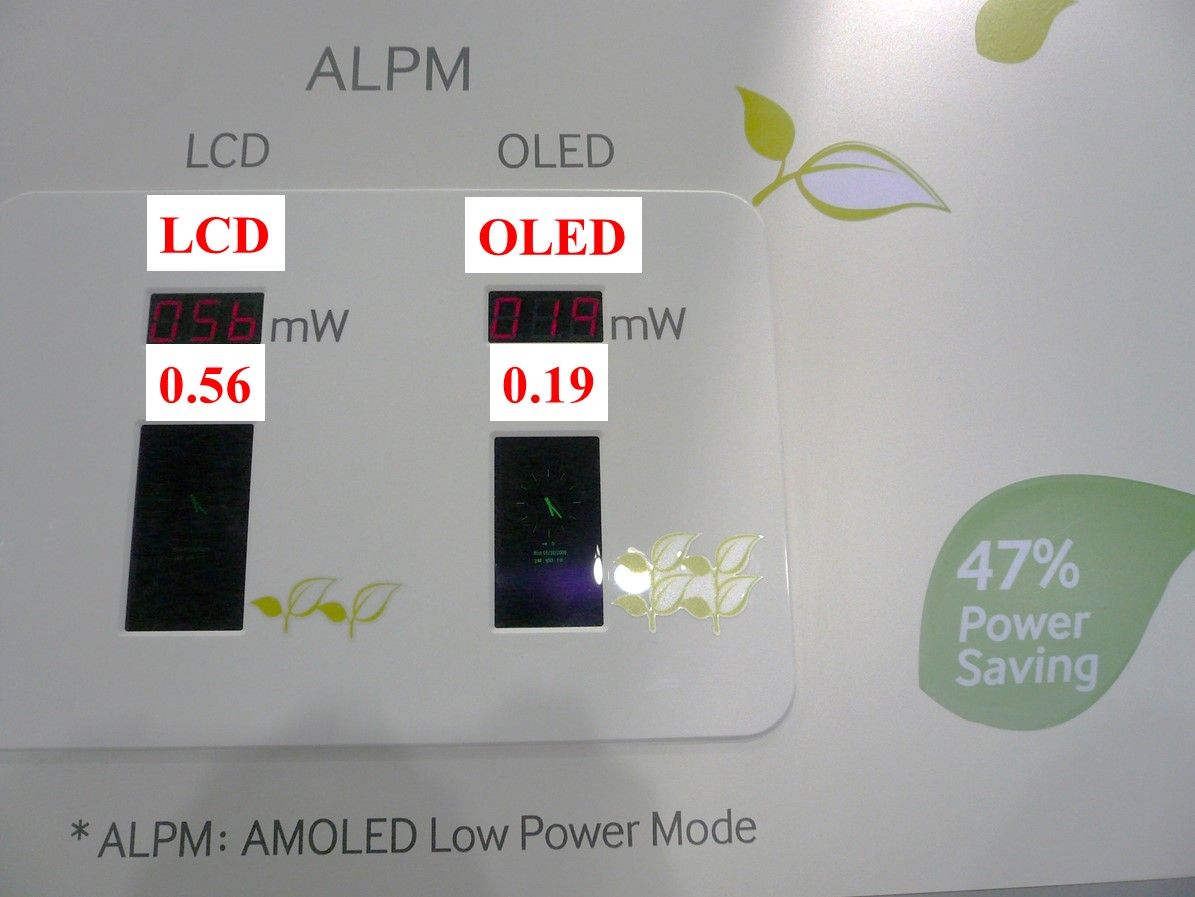 ALPM
LCD OLED
LCD OLED
056 mW 019 mW
0.56 0.19
47%
Power
Saving
* ALPM: AMOLED Low Power Mode